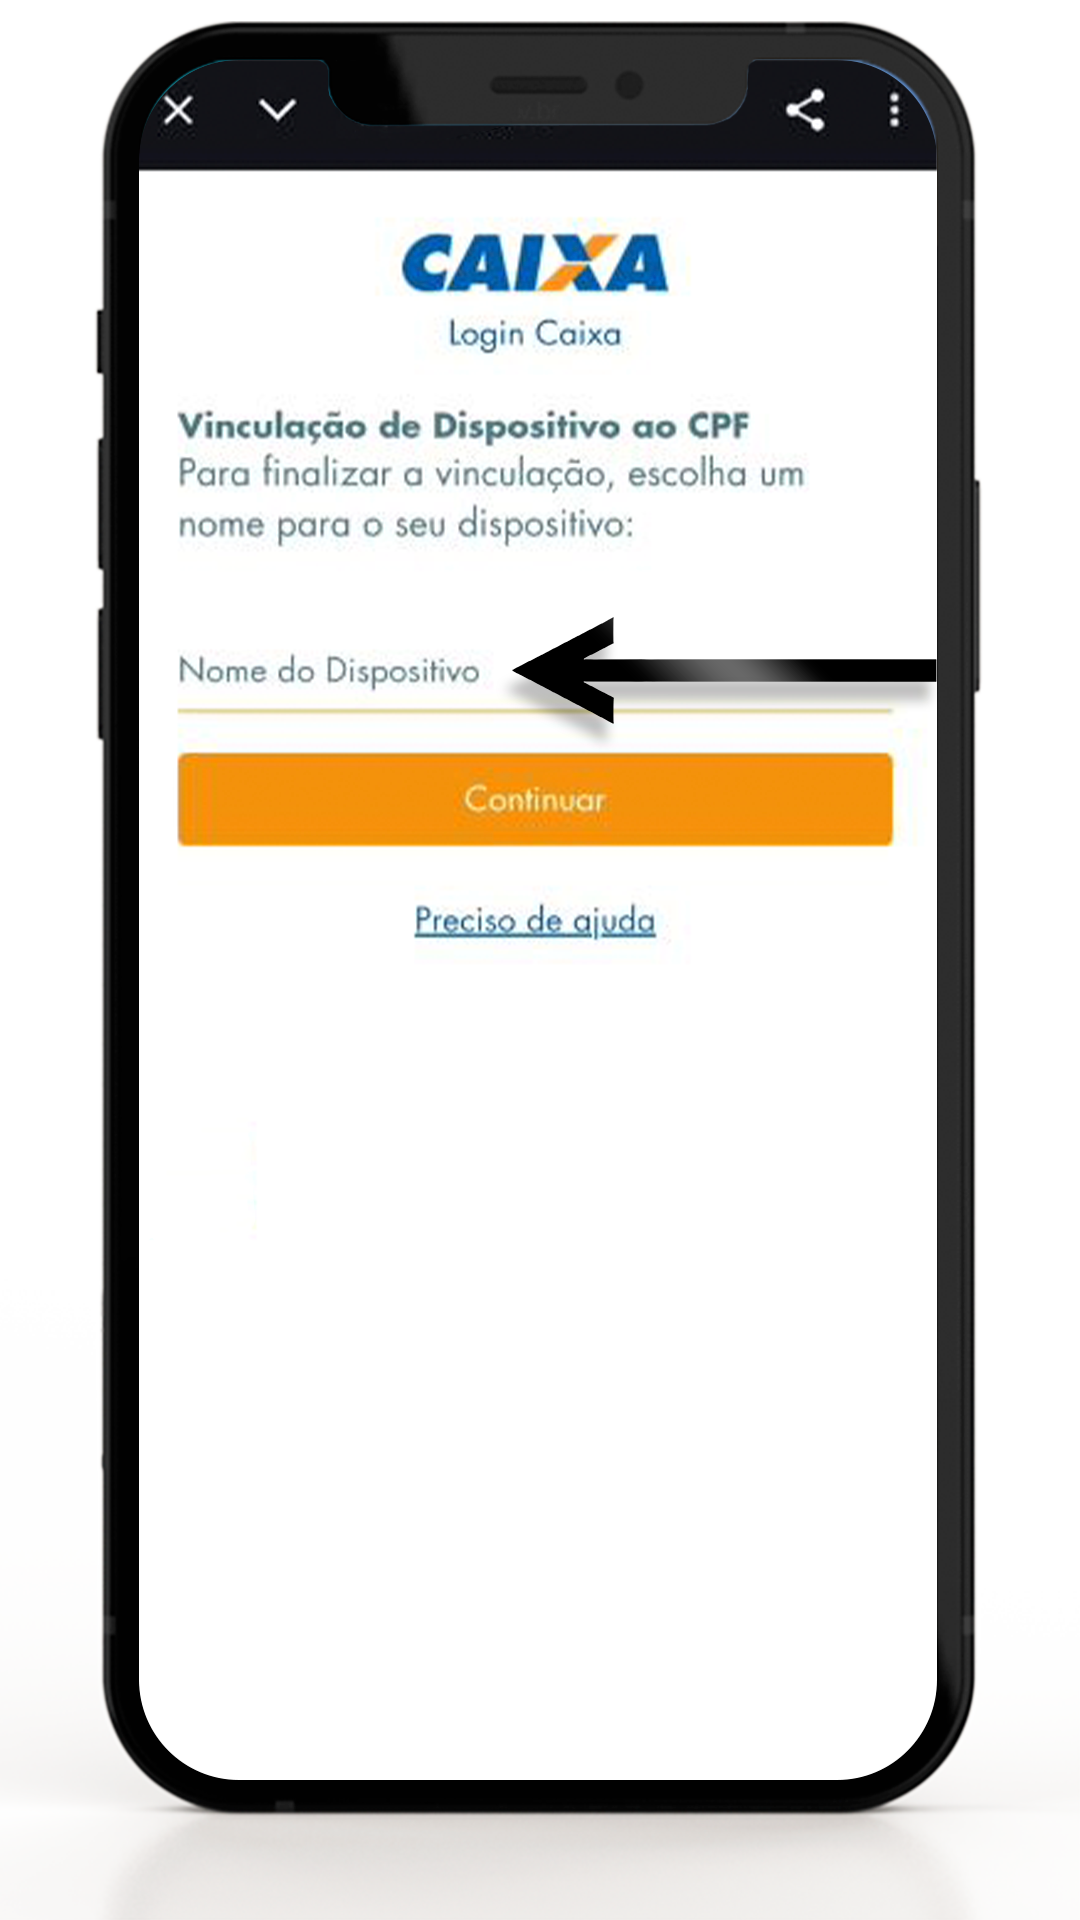 CAIXA
Login Caixa
Vinculação de Dispositivo ao CPF
Para finalizar a vinculação, escolha um
nome para o seu dispositivo:
Nome do Dispositivo
Continuar
Preciso de ajuda